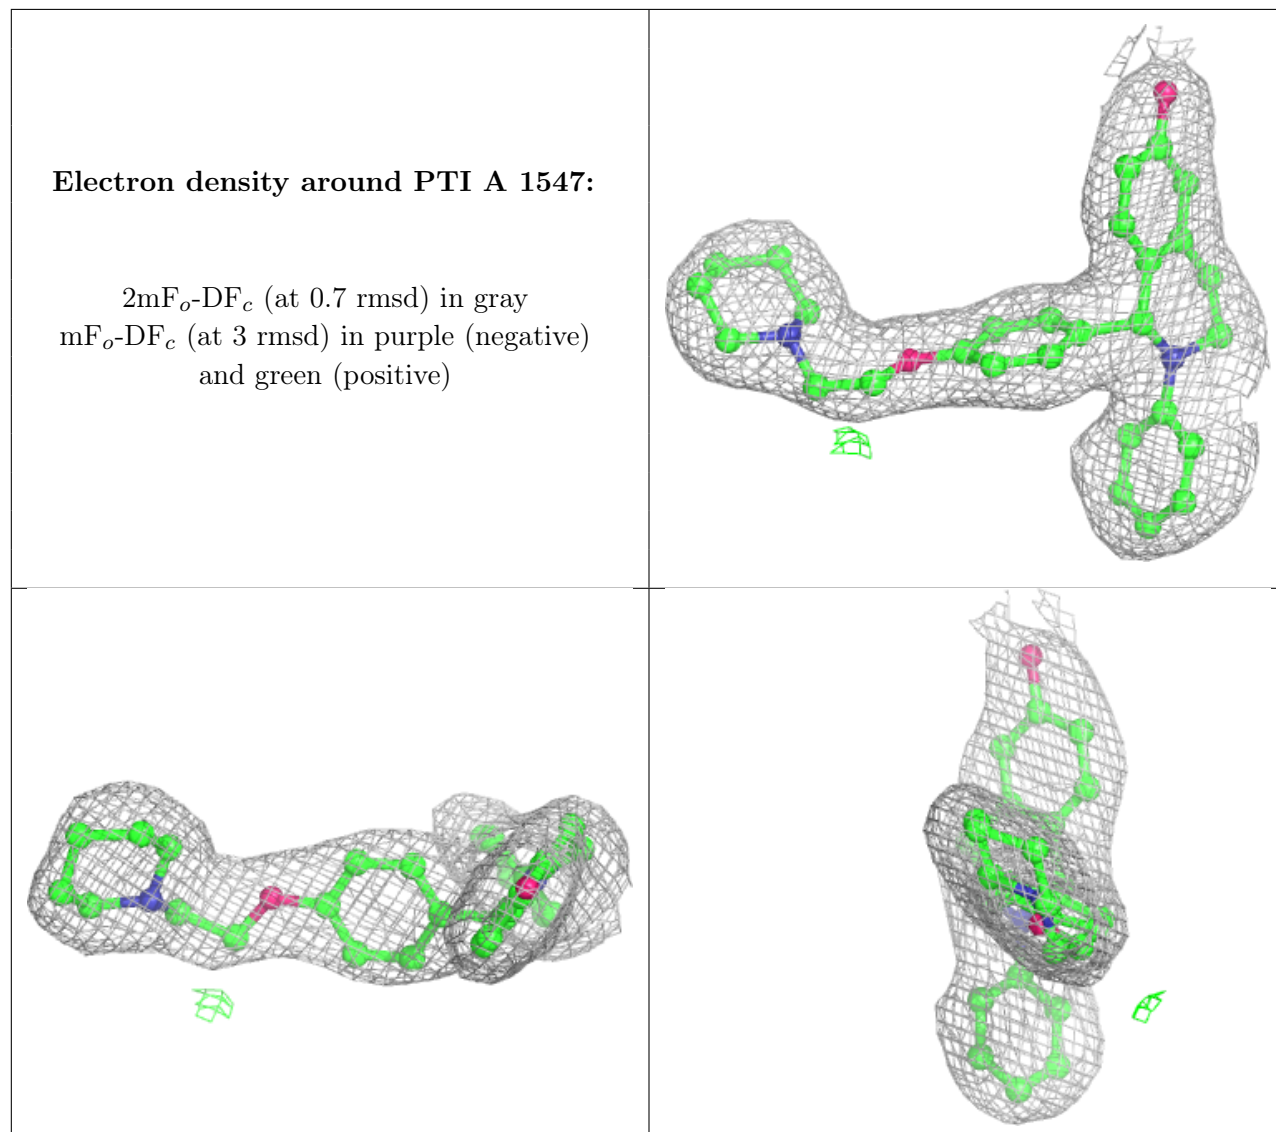 Electron density around PTI A 1547:
2mFo-DFc (at 0.7 rmsd) in gray
mFo-DFc (at 3 rmsd) in purple (negative)
and green (positive)